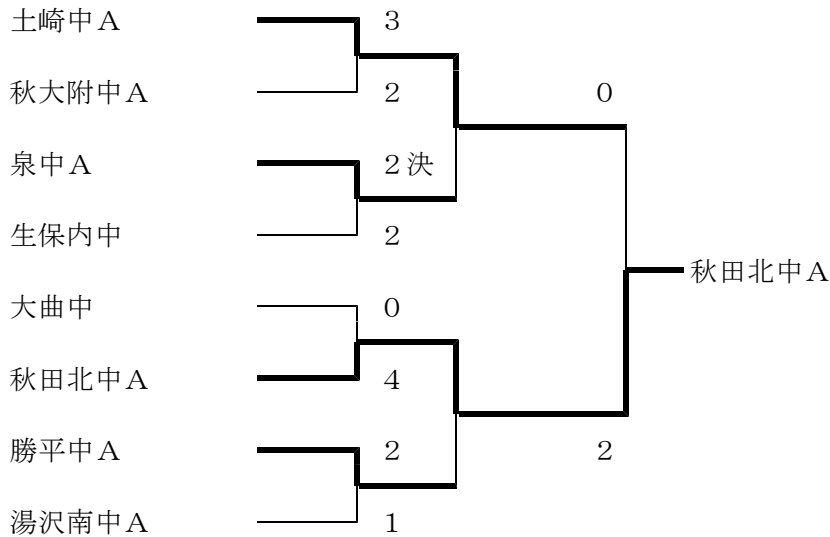 土崎中Ａ　3
秋大附中Ａ　2　0
泉中Ａ　2決
生保内中　2
秋田北中Ａ
大曲中　0
秋田北中Ａ　4
勝平中Ａ　2　2
湯沢南中Ａ　1